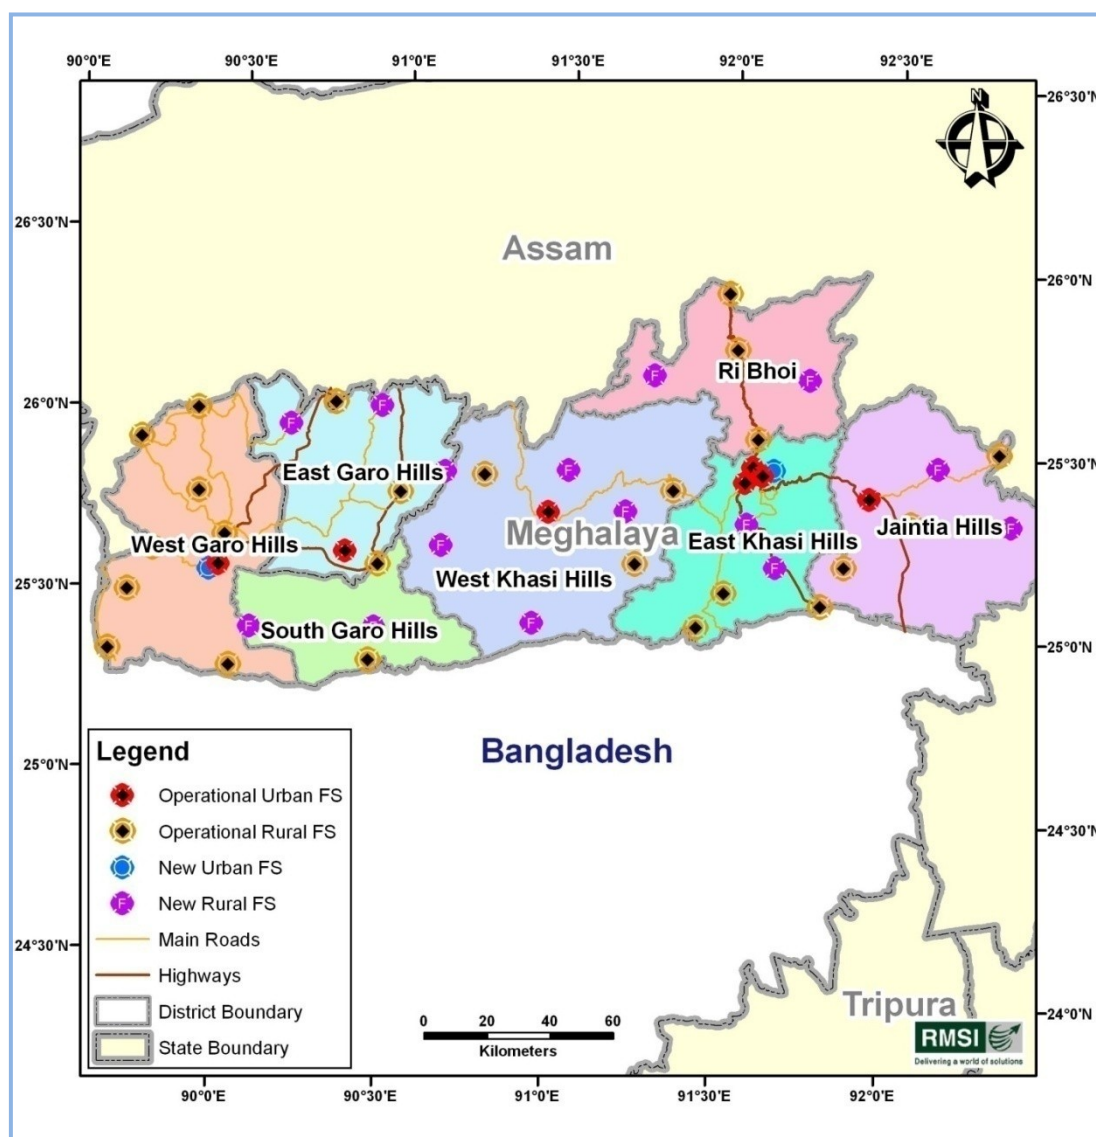 90°0'E
90°30'E
91°0'E
91°30'E
92°0'E
92°30'E
26°30'N
N
26°30'N
Assam
26°0'N
Ri Bhoi
F
F
26°0'N
F
F
East Garo Hills
F
F
F
25°30'N
West Garo Hills
Meghalaya
F
F
East Khasi Hills
Jaintia Hills
F
F
West Khasi Hills
F
25°30'N
F
South Garo Hills
F
F
25°0'N
Bangladesh
25°0'N
Legend
Operational Urban FS
Operational Rural FS
New Urban FS
F
New Rural FS
Main Roads
Highways
District Boundary
State Boundary
24°30'N
24°30'N
24°0'N
Tripura
0 20 40 60
Kilometers
RMSI
Delivering a world of solutions
90°0'E
90°30'E
91°0'E
91°30'E
92°0'E